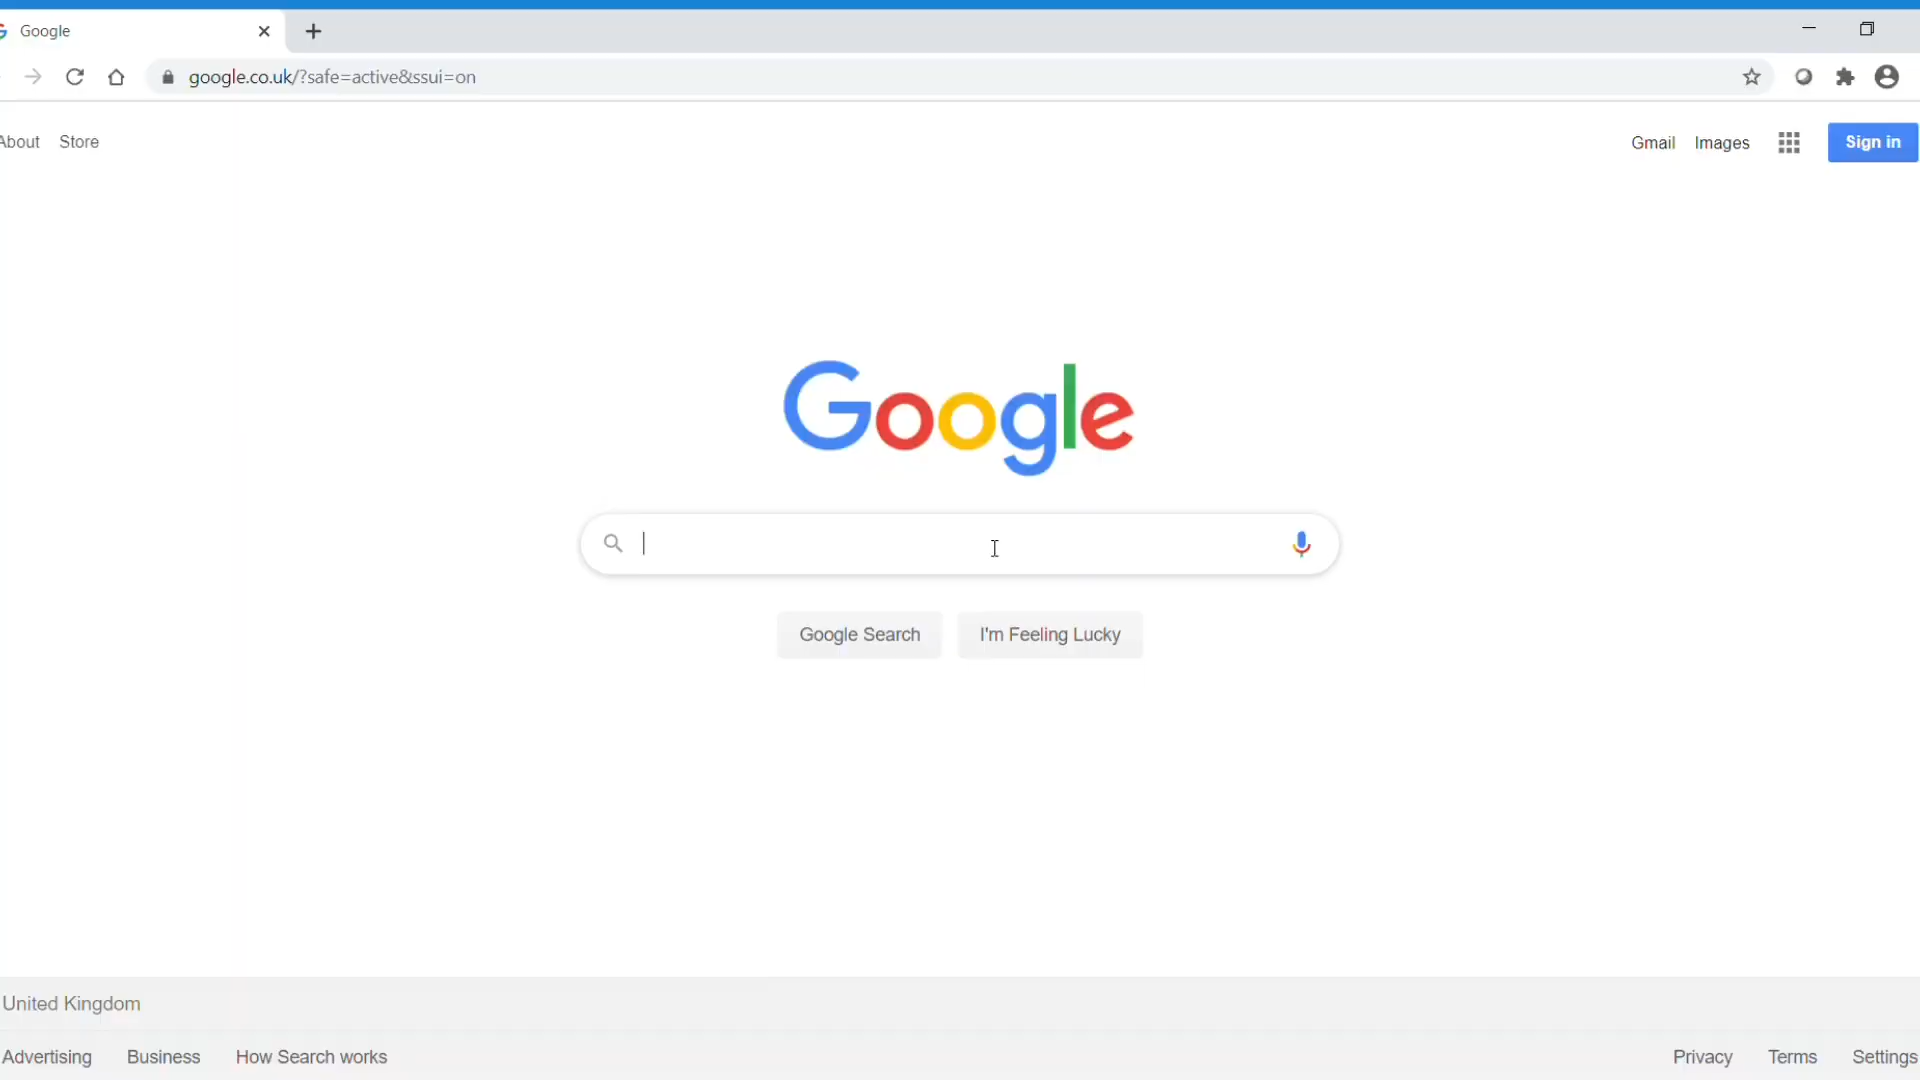 Google
google.co.uk/?safe=active&ssui=on
About Store
Gmail Images Sign in
Google
Google Search I'm Feeling Lucky
United Kingdom
Advertising Business How Search works
Privacy Terms Settings